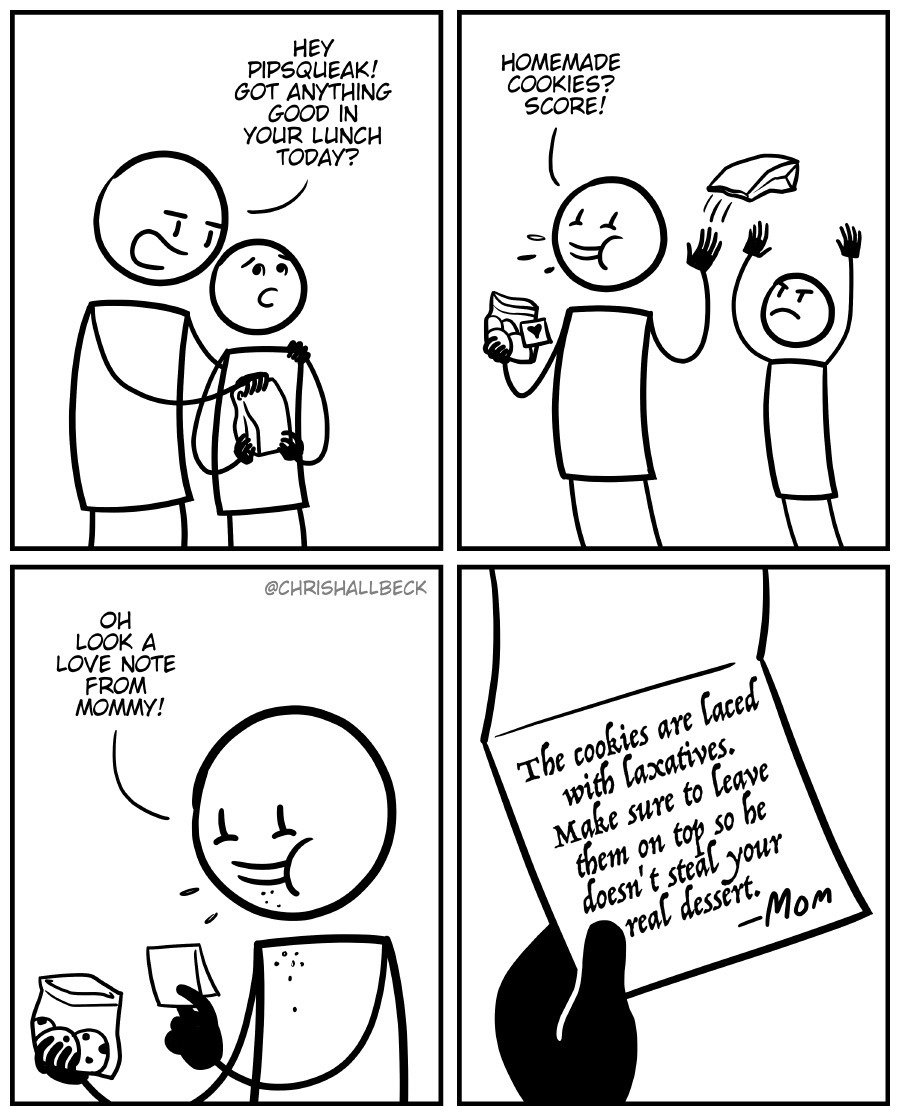 HEY
PIPSQUEAK!
GOT ANYTHING
GOOD IN
YOUR LUNCH
TODAY?
HOMEMADE
COOKIES?
SCORE!
@CHRISHALLBECK
OH
LOOK A
LOVE NOTE
FROM
MOMMY!
The cookies are laced
with laxatives.
Make sure to leave
them on top so he
doesn't steal your
real dessert.
—Mom